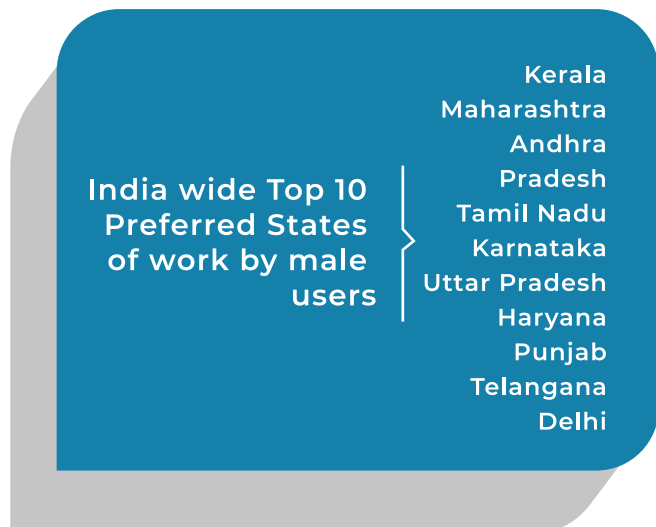 India wide Top 10
Preferred States
of work by male
users
Kerala
Maharashtra
Andhra
Pradesh
Tamil Nadu
Karnataka
Uttar Pradesh
Haryana
Punjab
Telangana
Delhi